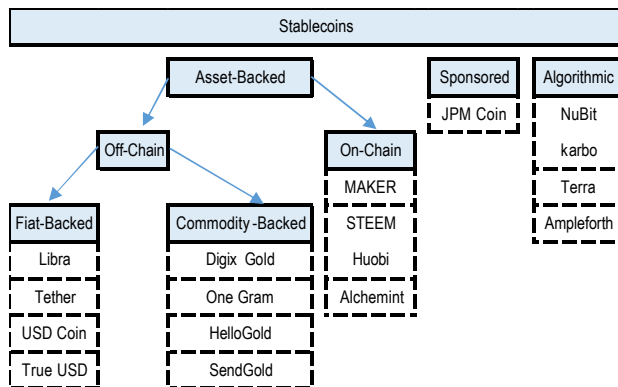 Stablecoins
Asset-Backed
Sponsored
Algorithmic
JPM Coin
NuBit
karbo
Terra
Ampleforth
Off-Chain
On-Chain
MAKER
STEEM
Huobi
Alchemint
Fiat-Backed
Libra
Tether
USD Coin
True USD
Commodity-Backed
Digix Gold
One Gram
HelloGold
SendGold